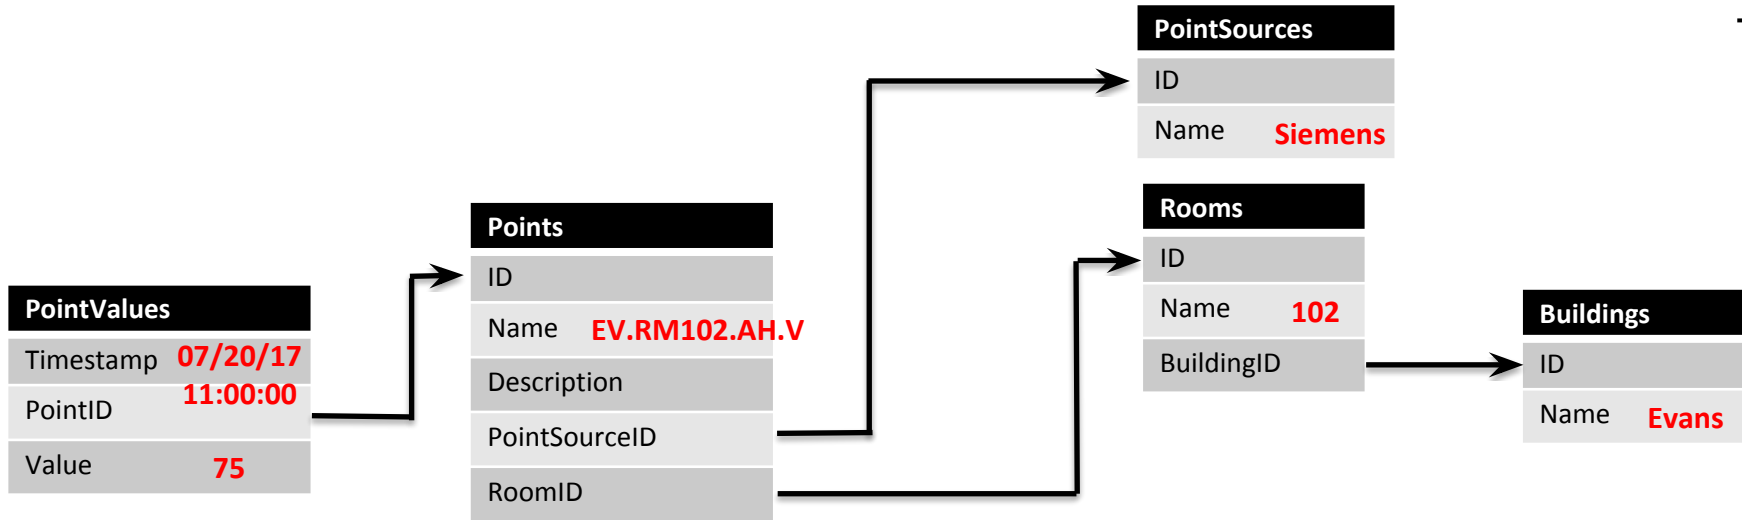 PointSources
ID
Name Siemens
Rooms
ID
Name 102
BuildingID
Points
ID
Name EV.RM102.AH.V
Description
PointSourceID
RoomID
PointValues
Timestamp 07/20/17
11:00:00
PointID
Value 75
Buildings
ID
Name Evans